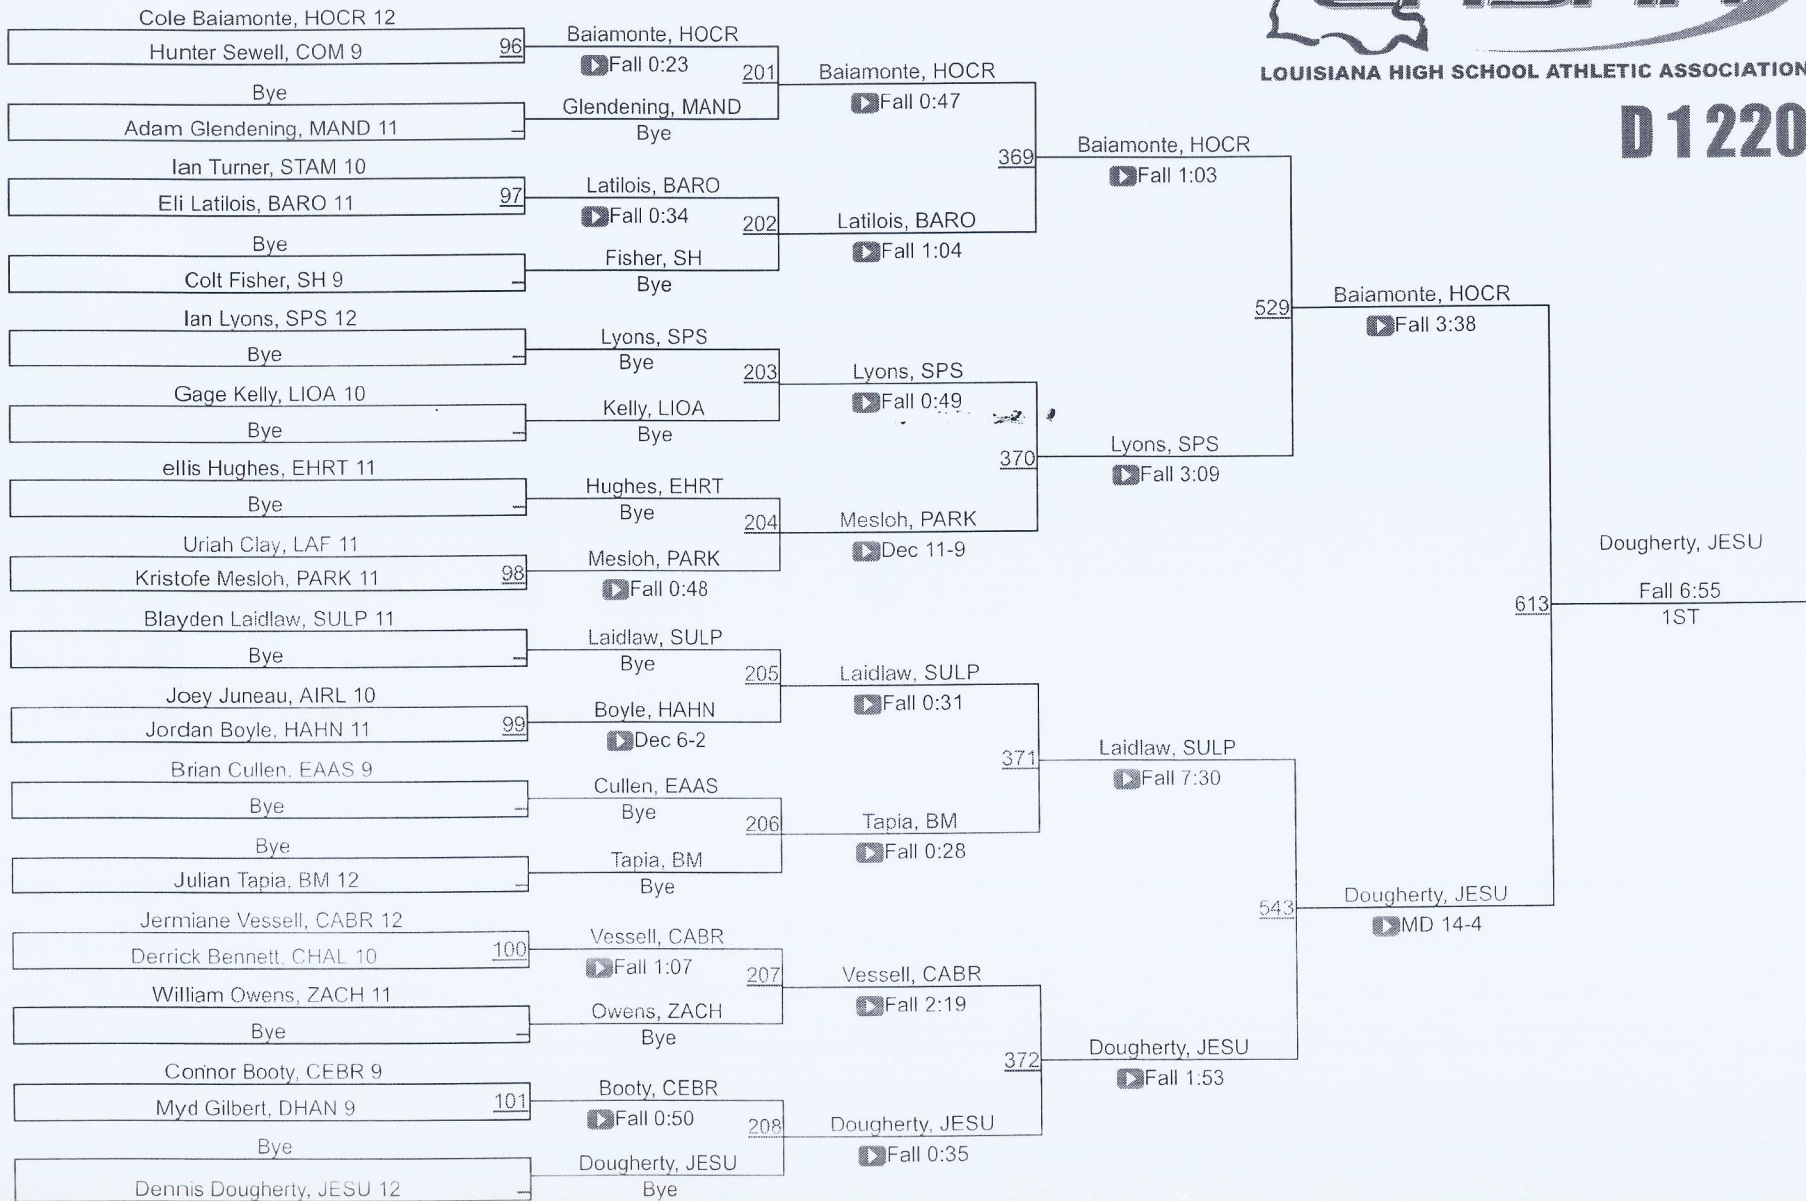 LOUISIANA HIGH SCHOOL ATHLETIC ASSOCIATION
D 1 220
Cole Baiamonte, HOCR 12
Hunter Sewell, COM 9
96
Bye
Adam Glendening, MAND 11
Ian Turner, STAM 10
Eli Latilois, BARO 11
97
Bye
Colt Fisher, SH 9
Ian Lyons, SPS 12
Bye
Gage Kelly, LIOA 10
Bye
ellis Hughes, EHRT 11
Bye
Uriah Clay, LAF 11
Kristofe Mesloh, PARK 11
98
Blayden Laidlaw, SULP 11
Bye
Joey Juneau, AIRL 10
Jordan Boyle, HAHN 11
99
Brian Cullen, EAAS 9
Bye
Bye
Julian Tapia, BM 12
Jermiane Vessell, CABR 12
Derrick Bennett, CHAL 10
100
William Owens, ZACH 11
Bye
Connor Booty, CEBR 9
Myd Gilbert, DHAN 9
101
Bye
Dennis Dougherty, JESU 12
Baiamonte, HOCR
Fall 0:23
201
Glendening, MAND
Bye
Latilois, BARO
Fall 0:34
202
Fisher, SH
Bye
Lyons, SPS
Bye
203
Kelly, LIOA
Bye
Hughes, EHRT
Bye
204
Mesloh, PARK
Fall 0:48
Laidlaw, SULP
Bye
205
Boyle, HAHN
Dec 6-2
Cullen, EAAS
Bye
206
Tapia, BM
Bye
Vessell, CABR
Fall 1:07
207
Owens, ZACH
Bye
Booty, CEBR
Fall 0:50
208
Dougherty, JESU
Bye
Baiamonte, HOCR
Fall 0:47
369
Latilois, BARO
Fall 1:04
Lyons, SPS
Fall 0:49
370
Mesloh, PARK
Dec 11-9
Laidlaw, SULP
Fall 0:31
371
Tapia, BM
Fall 0:28
Vessell, CABR
Fall 2:19
372
Dougherty, JESU
Fall 0:35
Baiamonte, HOCR
Fall 1:03
529
Lyons, SPS
Fall 3:09
Laidlaw, SULP
Fall 7:30
543
Dougherty, JESU
Fall 1:53
Baiamonte, HOCR
Fall 3:38
613
Dougherty, JESU
MD 14-4
Dougherty, JESU
Fall 6:55
1ST